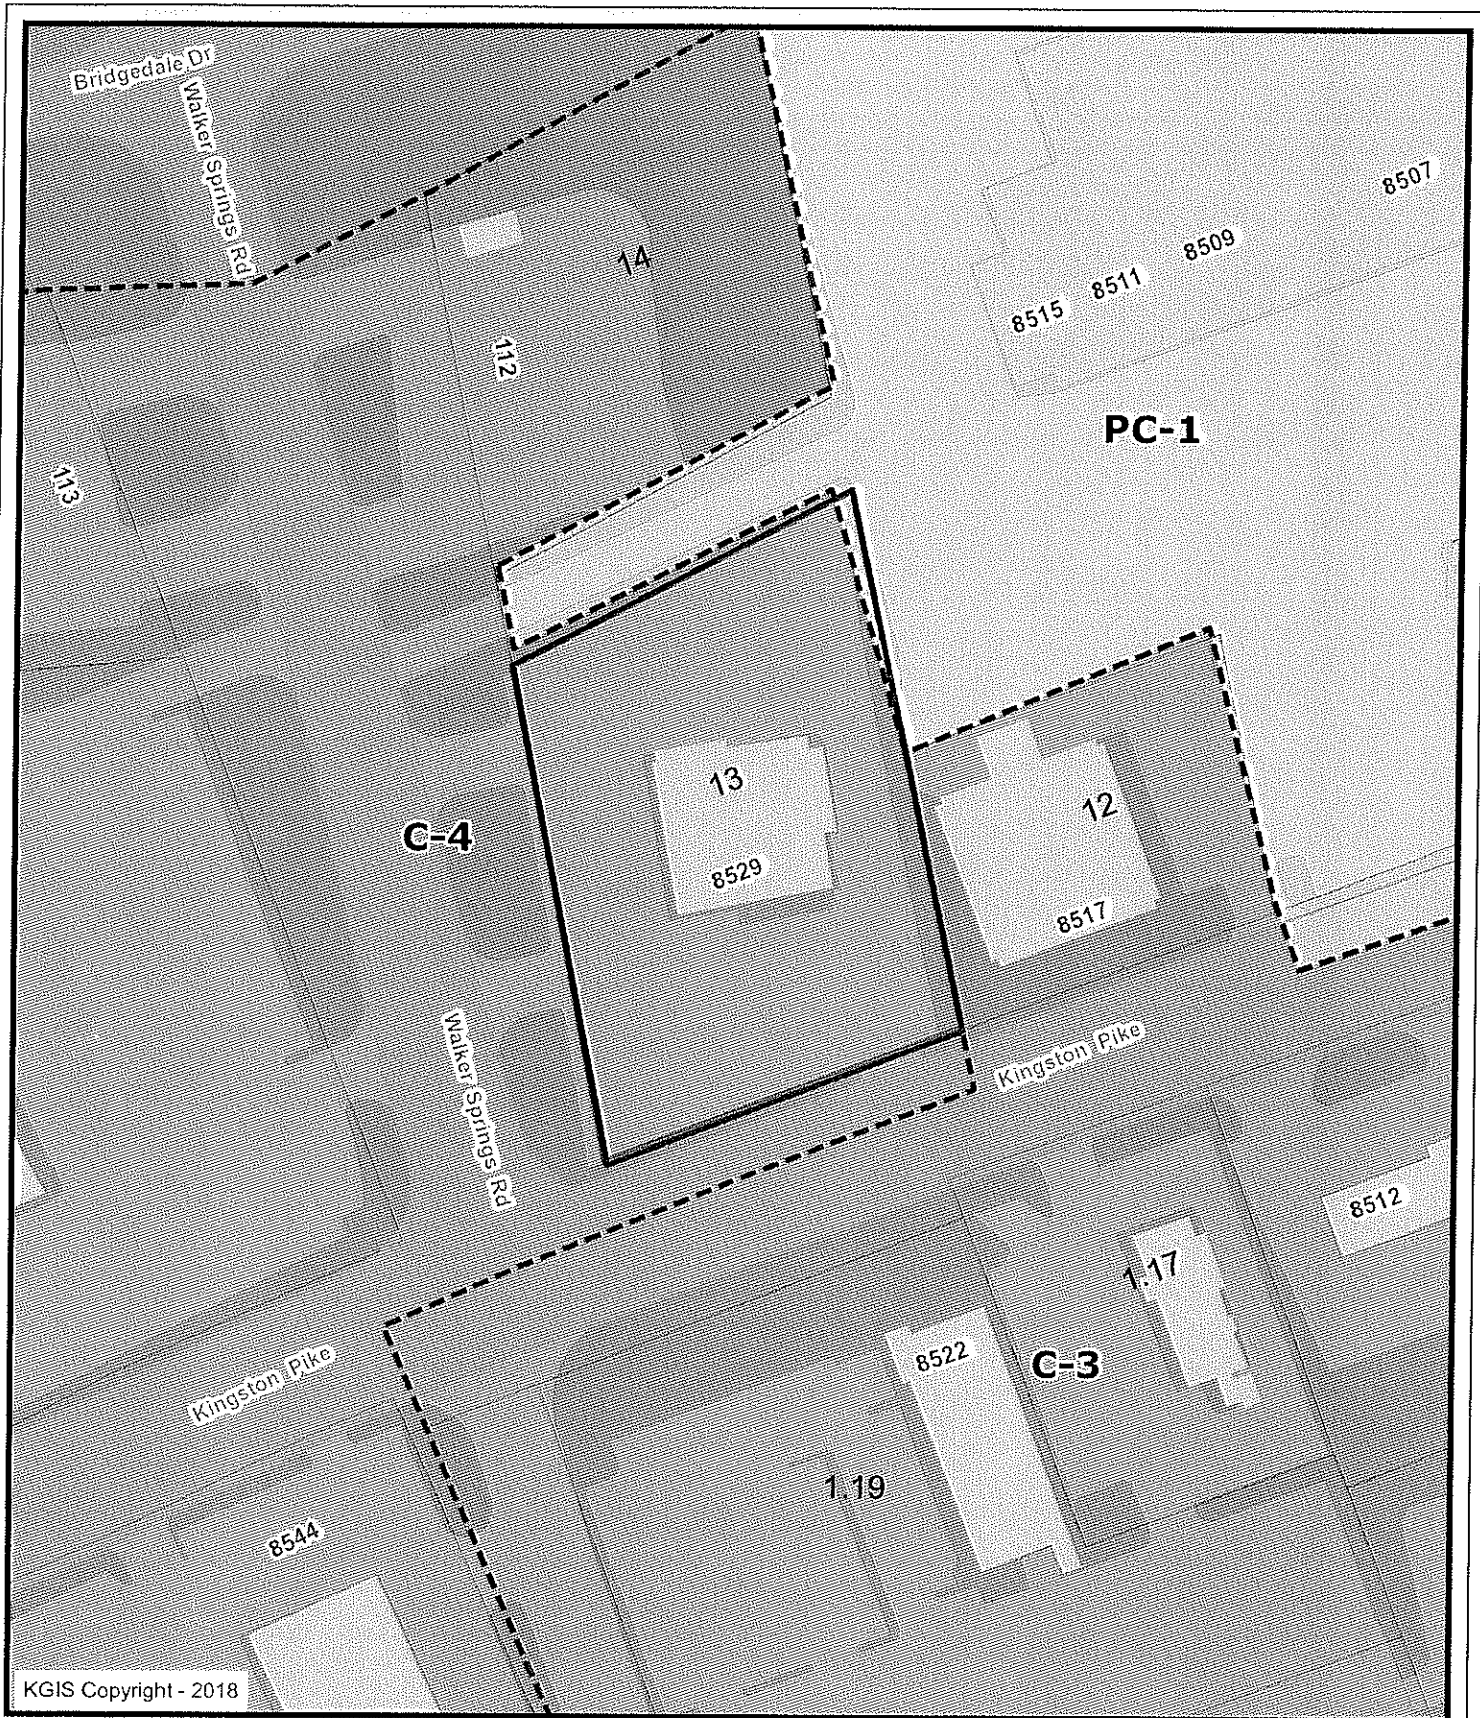 Bridgedale Dr
Walker Springs Rd
8507
8509
14
8511
8515
112
PC-1
113
13
12
C-4
8529
8517
Walker Springs Rd
Kingston Pike
8512
1.17
8522
C-3
Kingston Pike
1.19
8544
KGIS Copyright - 2018